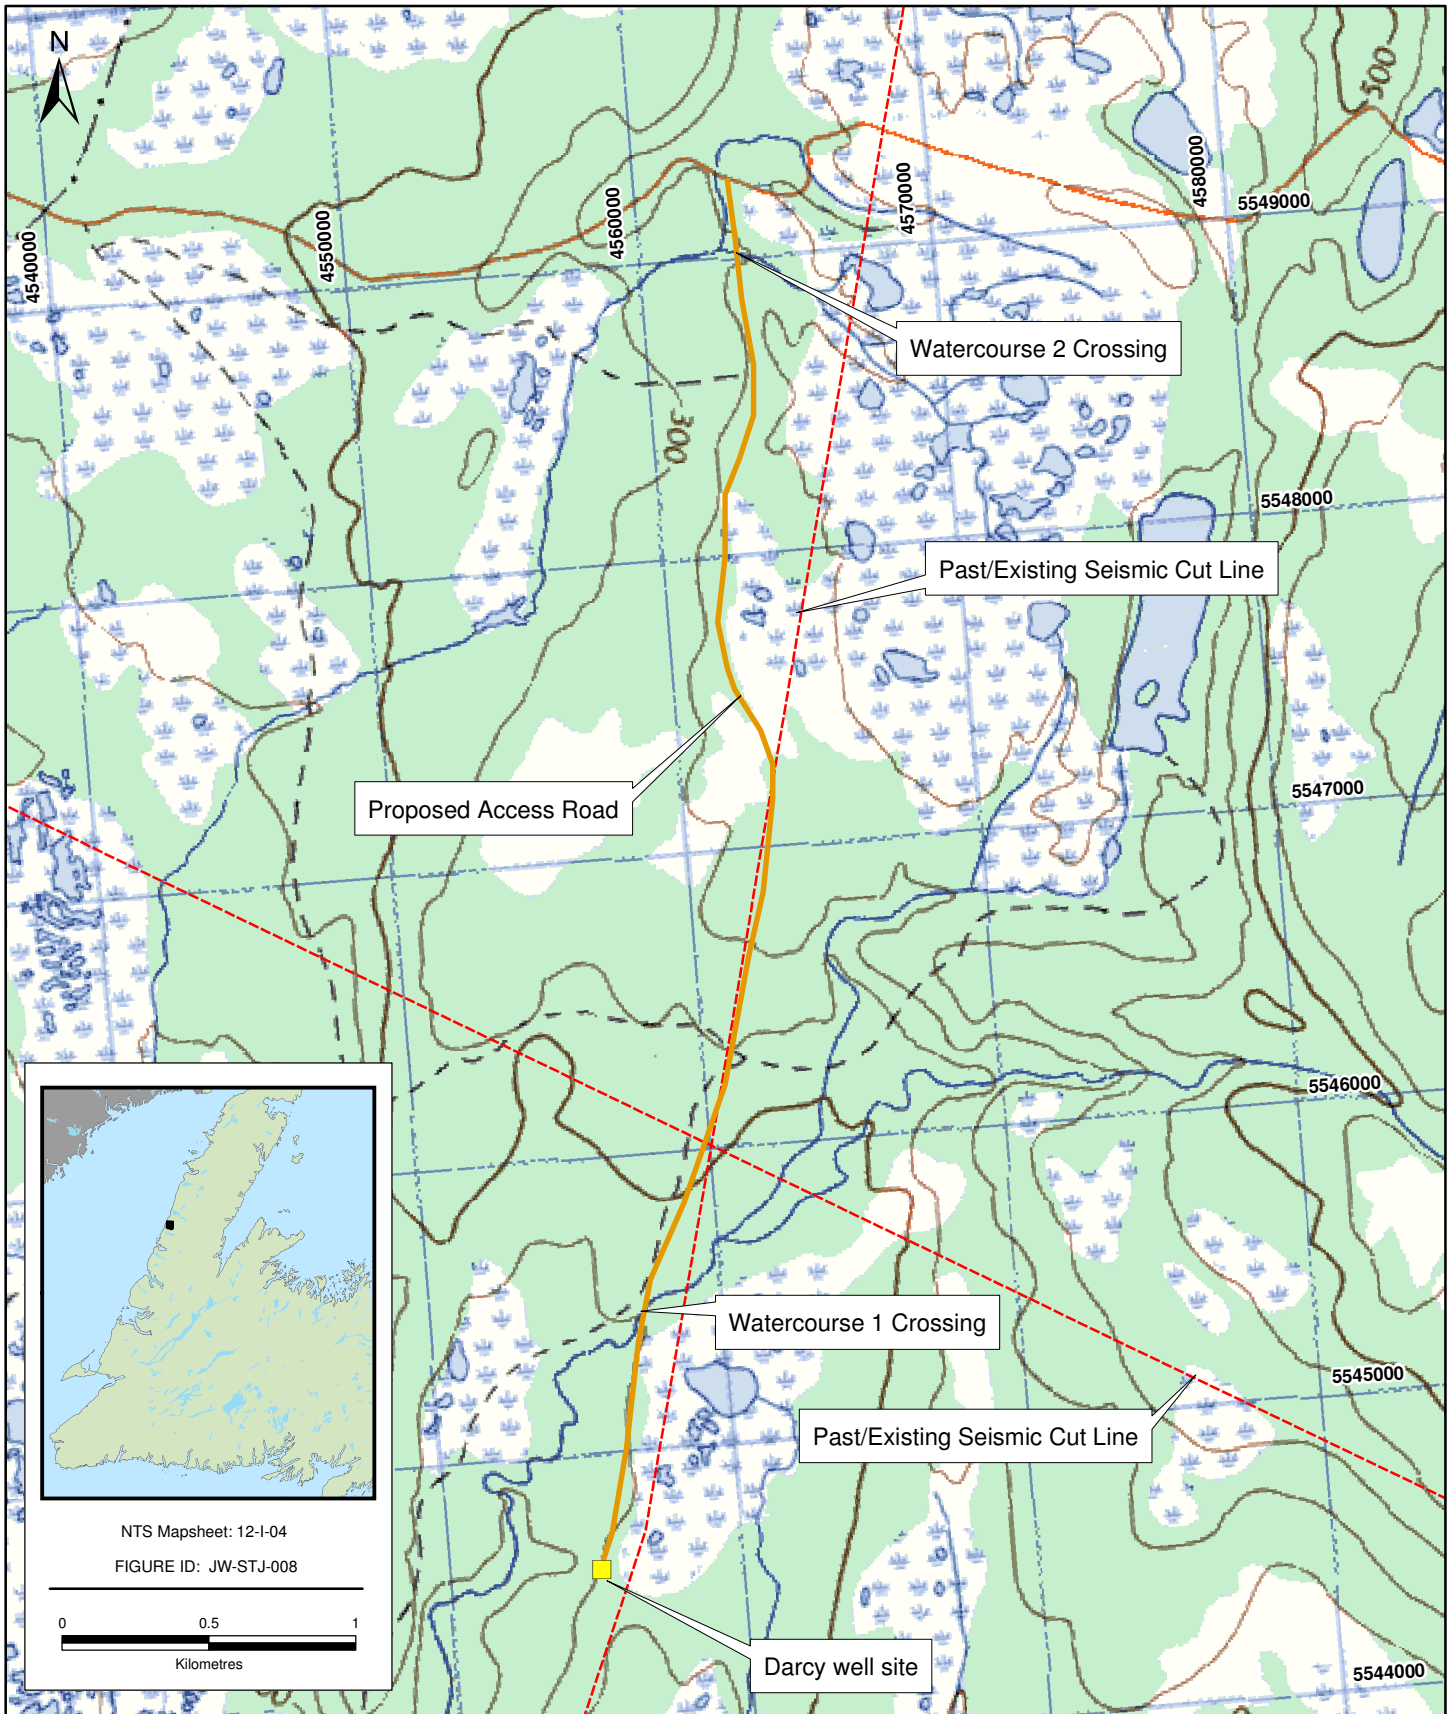 N
500
4540000
4550000
4560000
4570000
4580000
5549000
Watercourse 2 Crossing
300
5548000
Past/Existing Seismic Cut Line
5547000
Proposed Access Road
5546000
Watercourse 1 Crossing
5545000
Past/Existing Seismic Cut Line
NTS Mapsheet: 12-I-04
FIGURE ID: JW-STJ-008
0 0.5 1
Kilometres
Darcy well site
5544000